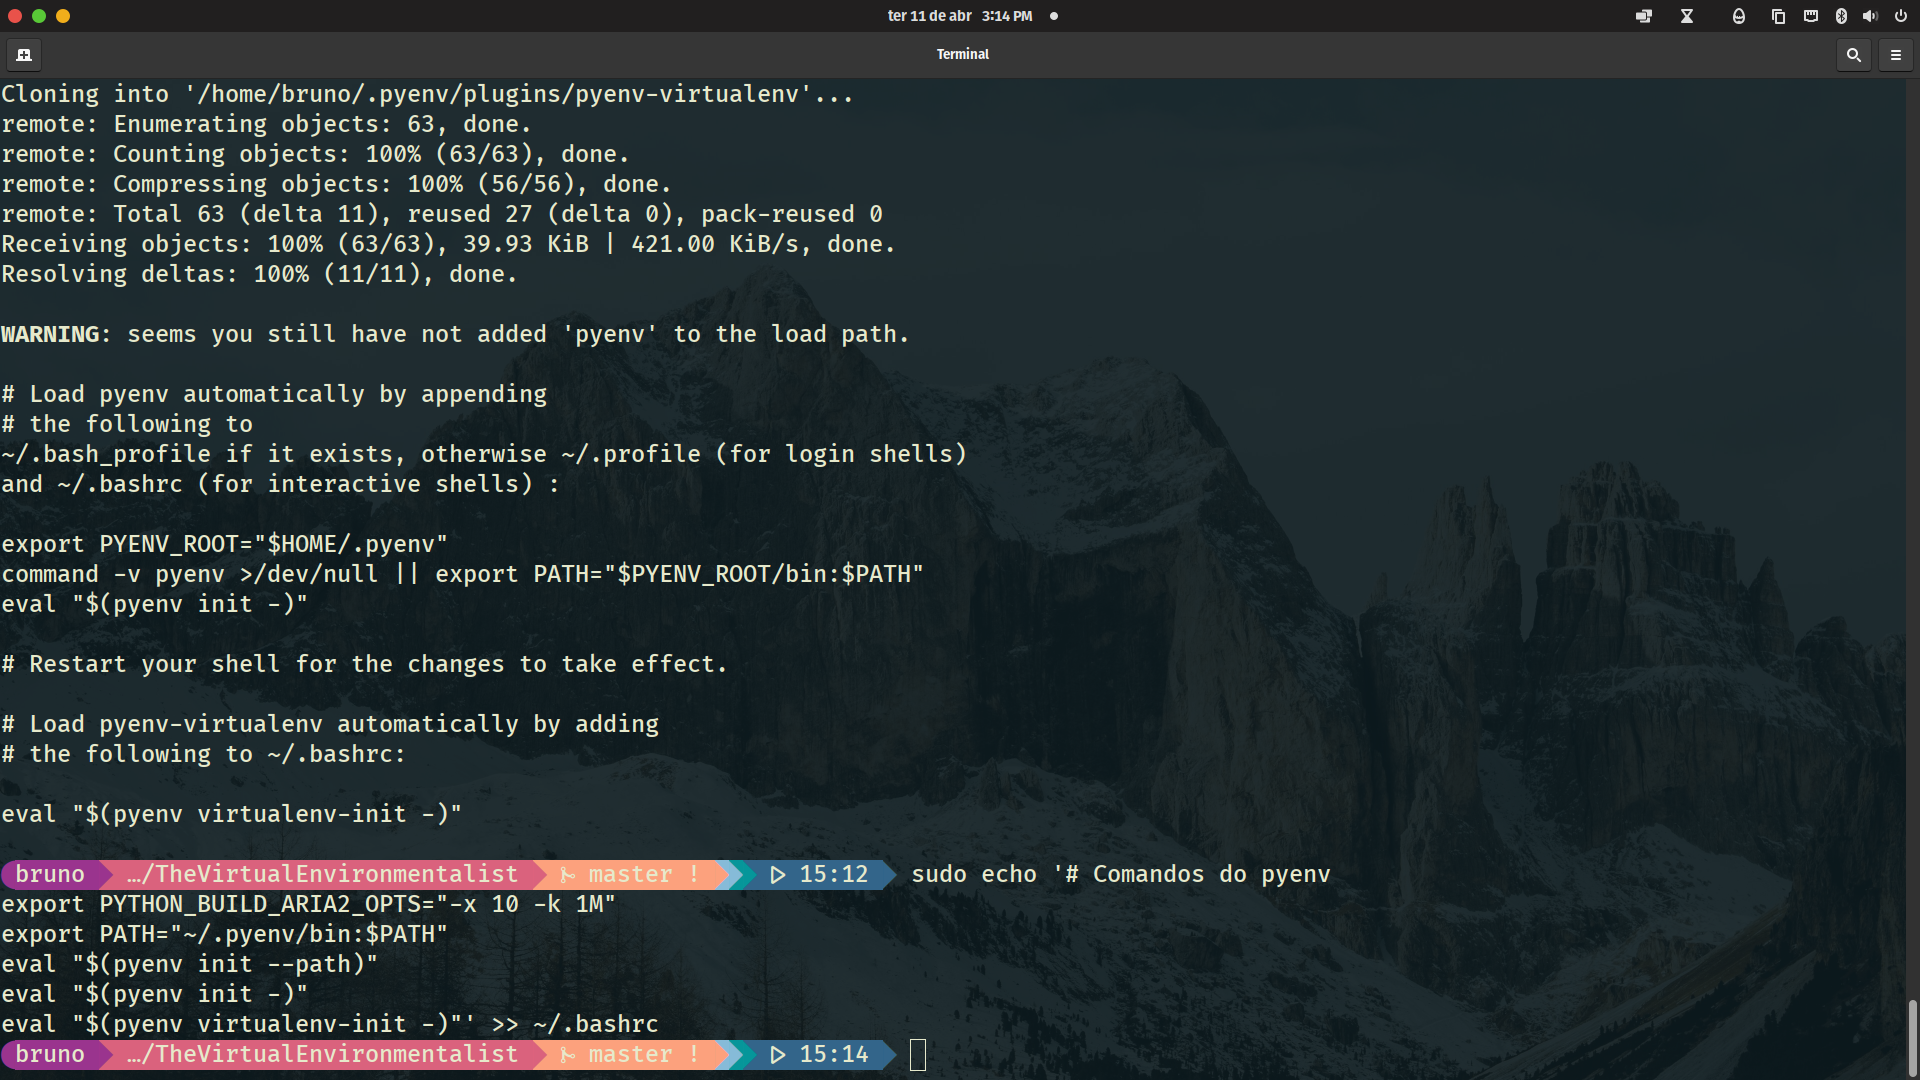 ter 11 de abr 3:14 PM
Terminal
Cloning into '/home/bruno/.pyenv/plugins/pyenv-virtualenv'...
remote: Enumerating objects: 63, done.
remote: Counting objects: 100% (63/63), done.
remote: Compressing objects: 100% (56/56), done.
remote: Total 63 (delta 11), reused 27 (delta 0), pack-reused 0
Receiving objects: 100% (63/63), 39.93 KiB | 421.00 KiB/s, done.
Resolving deltas: 100% (11/11), done.
WARNING: seems you still have not added 'pyenv' to the load path.
# Load pyenv automatically by appending
# the following to
~/.bash_profile if it exists, otherwise ~/.profile (for login shells)
and ~/.bashrc (for interactive shells) :
export PYENV_ROOT="$HOME/.pyenv"
command -v pyenv >/dev/null || export PATH="$PYENV_ROOT/bin:$PATH"
eval "$(pyenv init -)"
# Restart your shell for the changes to take effect.
# Load pyenv-virtualenv automatically by adding
# the following to ~/.bashrc:
eval "$(pyenv virtualenv-init -)"
bruno …/TheVirtualEnvironmentalist master ! 15:12 sudo echo '# Comandos do pyenv
export PYTHON_BUILD_ARIA2_OPTS="-x 10 -k 1M"
export PATH="~/.pyenv/bin:$PATH"
eval "$(pyenv init --path)"
eval "$(pyenv init -)"
eval "$(pyenv virtualenv-init -)"' >> ~/.bashrc
bruno …/TheVirtualEnvironmentalist master ! 15:14